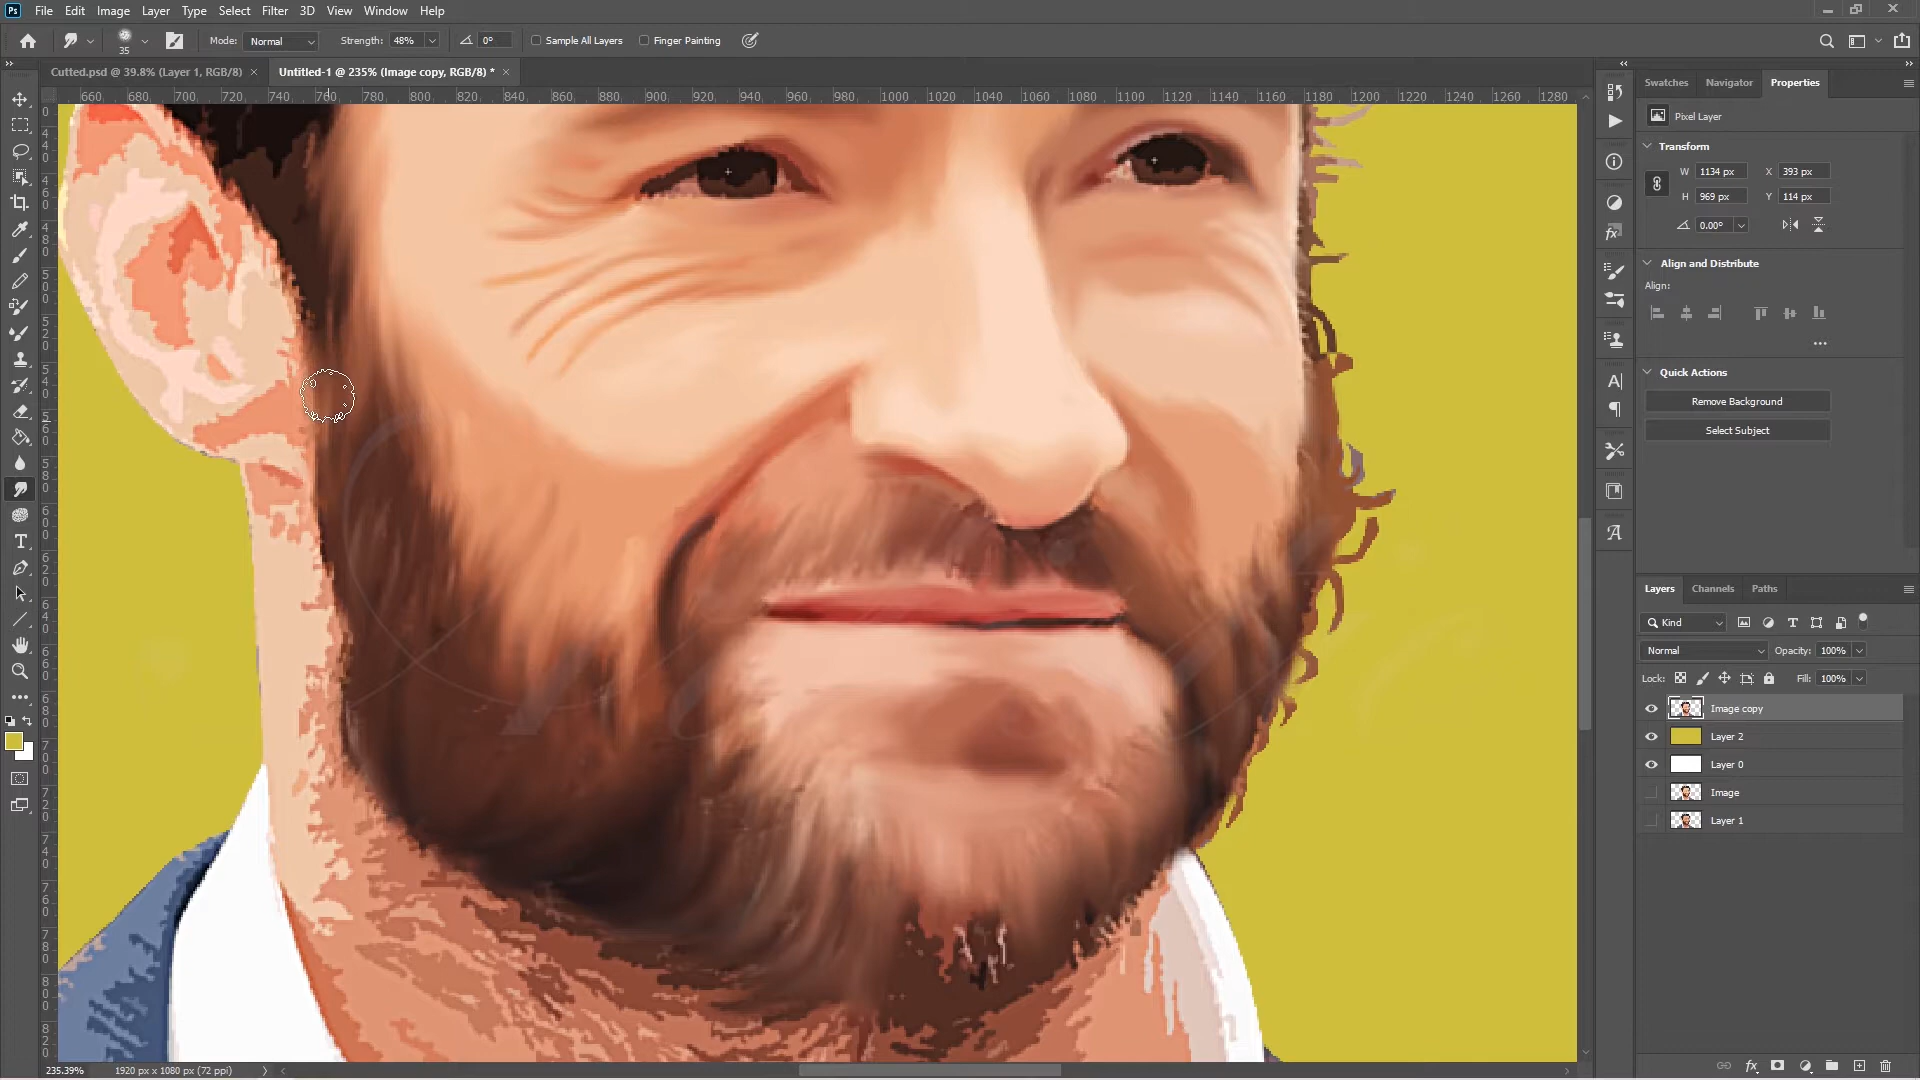 Ps File Edit Image Layer Type Select Filter 3D View Window Help
35 Mode: Normal Strength: 48% 0° Sample All Layers Finger Painting
Cutted.psd @ 39.8% (Layer 1, RGB/8) × Untitled-1 @ 235% (Image copy, RGB/8) * ×
660 680 700 720 740 760 780 800 820 840 860 880 900 920 940 960 980 1000 1020 1040 1060 1080 1100 1120 1140 1160 1180 1200 1220 1240 1260 1280
Swatches Navigator Properties
Pixel Layer
Transform
W 1134 px X 393 px
H 969 px Y 114 px
0.00°
Align and Distribute
Align:
Quick Actions
Remove Background
Select Subject
Layers Channels Paths
Kind
Normal Opacity: 100%
Lock: Fill: 100%
Image copy
Layer 2
Layer 0
Image
Layer 1
235.39% 1920 px x 1080 px (72 ppi)